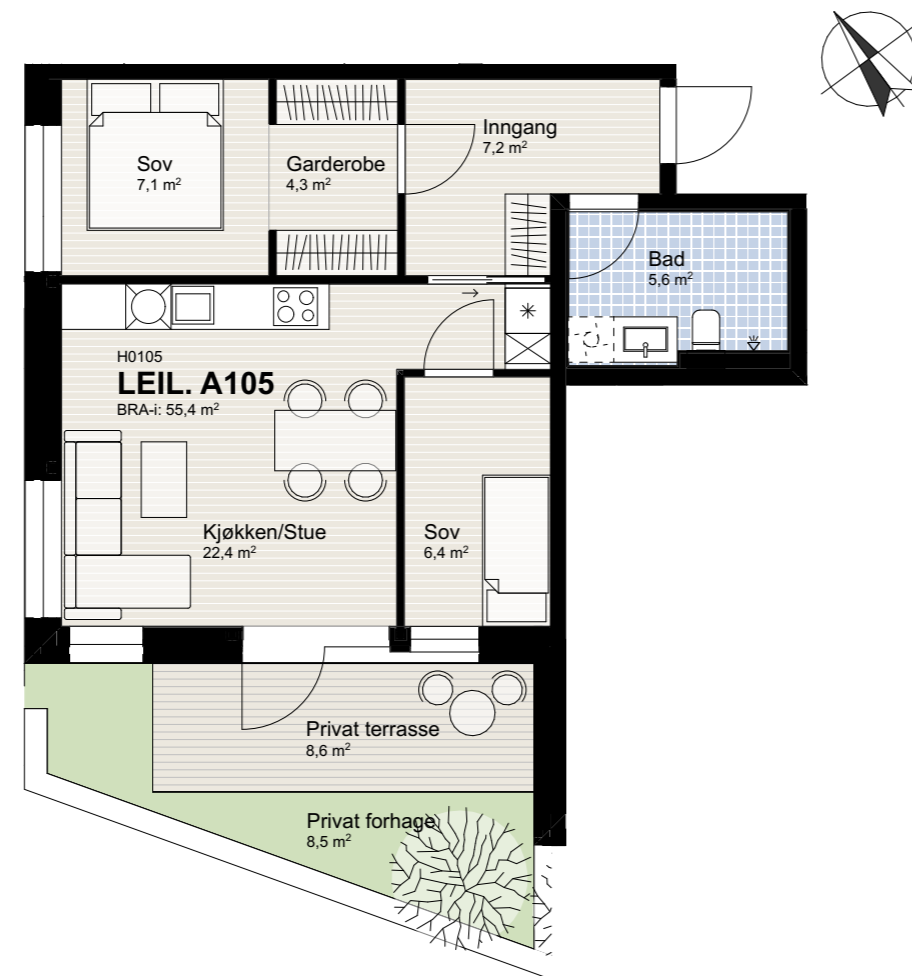 Inngang
7,2 m²
Sov
7,1 m²
Garderobe
4,3 m²
Bad
5,6 m²
H0105
LEIL. A105
BRA-i: 55,4 m²
Kjøkken/Stue
22,4 m²
Sov
6,4 m²
Privat terrasse
8,6 m²
Privat forhage
8,5 m²